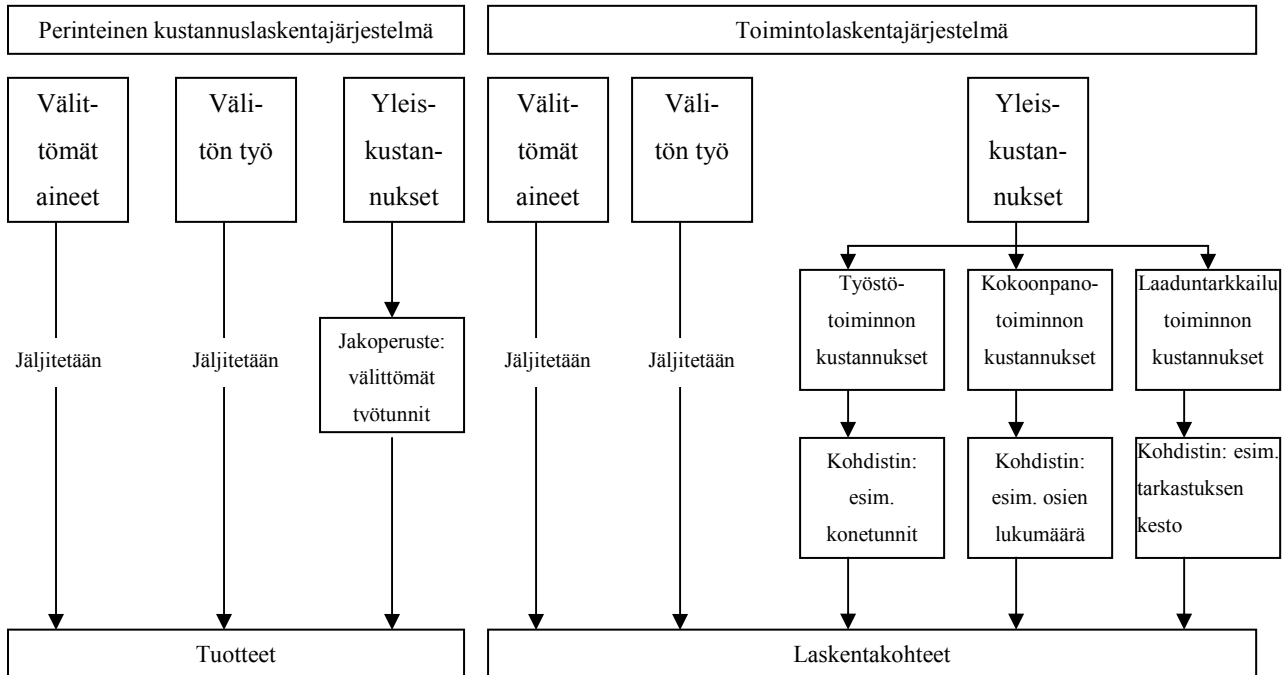 Perinteinen kustannuslaskentajärjestelmä
Toimintolaskentajärjestelmä
Välit-
tömät
aineet
Väli-
tön työ
Yleis-
kustan-
nukset
Välit-
tömät
aineet
Väli-
tön työ
Yleis-
kustan-
nukset
Jäljitetään
Jäljitetään
Jakoperuste:
välittömät
työtunnit
Jäljitetään
Jäljitetään
Työstö-
toiminnon
kustannukset
Kokoonpano-
toiminnon
kustannukset
Laaduntarkkailu
toiminnon
kustannukset
Kohdistin:
esim.
konetunnit
Kohdistin:
esim. osien
lukumäärä
Kohdistin: esim.
tarkastuksen
kesto
Tuotteet
Laskentakohteet